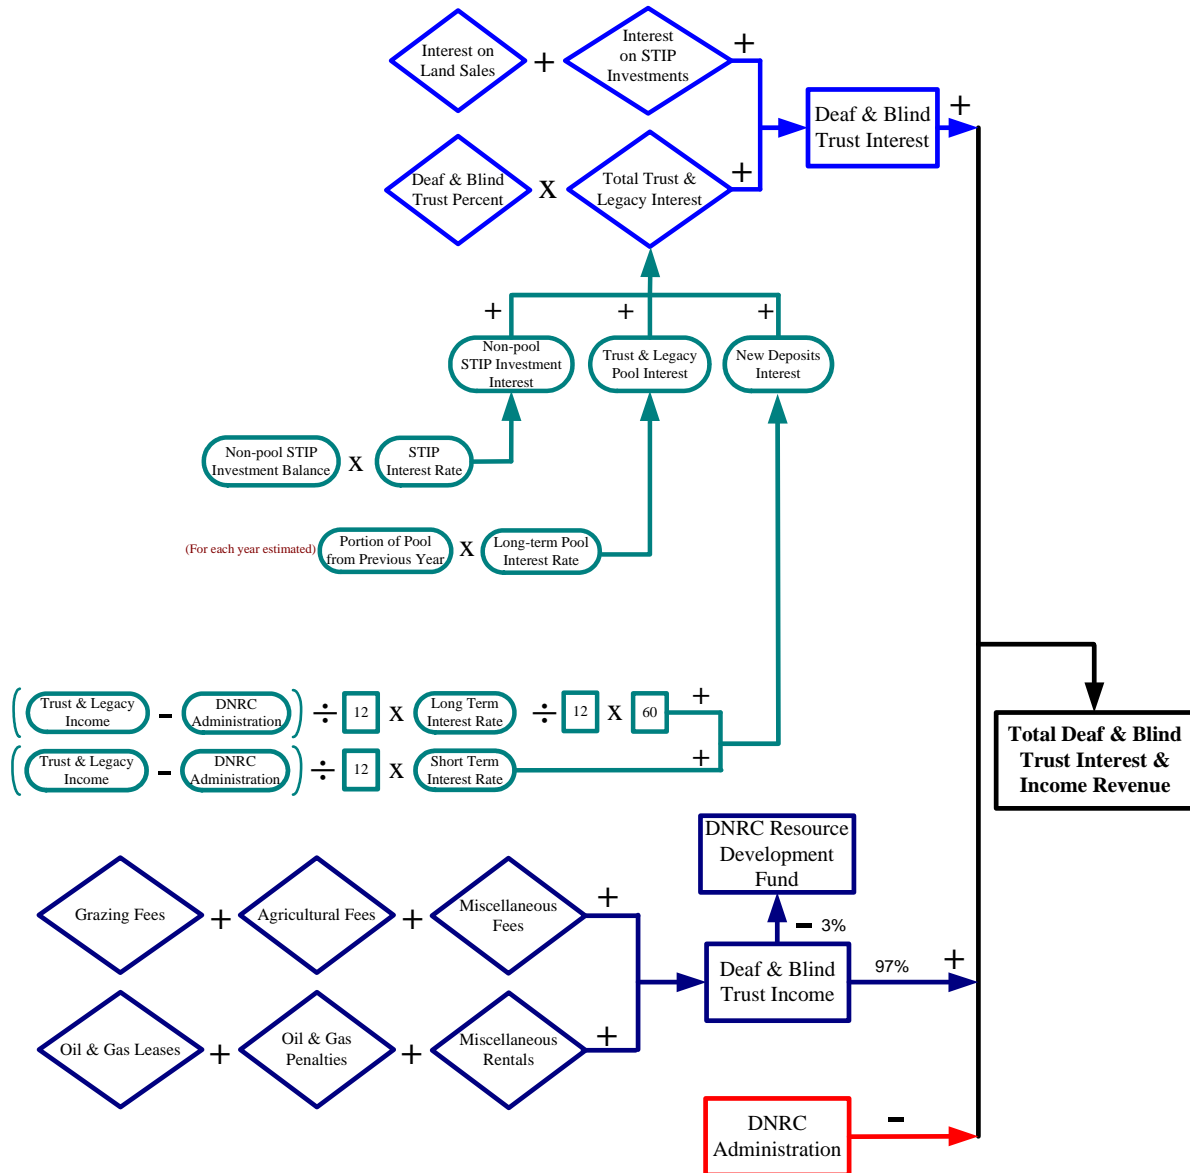 Interest on
Land Sales
+
Interest
on STIP
Investments
+
Deaf & Blind
Trust Interest
+
Deaf & Blind
Trust Percent
X
Total Trust &
Legacy Interest
+
+
+
+
Non-pool
STIP Investment
Interest
Trust & Legacy
Pool Interest
New Deposits
Interest
Non-pool STIP
Investment Balance
X
STIP
Interest Rate
(For each year estimated)
Portion of Pool
from Previous Year
X
Long-term Pool
Interest Rate
( Trust & Legacy
Income
-
DNRC
Administration )
÷
12
X
Long Term
Interest Rate
÷
12
X
60
+
( Trust & Legacy
Income
-
DNRC
Administration )
÷
12
X
Short Term
Interest Rate
+
Total Deaf & Blind
Trust Interest &
Income Revenue
DNRC Resource
Development
Fund
- 3%
Grazing Fees
+
Agricultural Fees
+
Miscellaneous
Fees
+
Deaf & Blind
Trust Income
97%
+
Oil & Gas Leases
+
Oil & Gas
Penalties
+
Miscellaneous
Rentals
+
DNRC
Administration
-